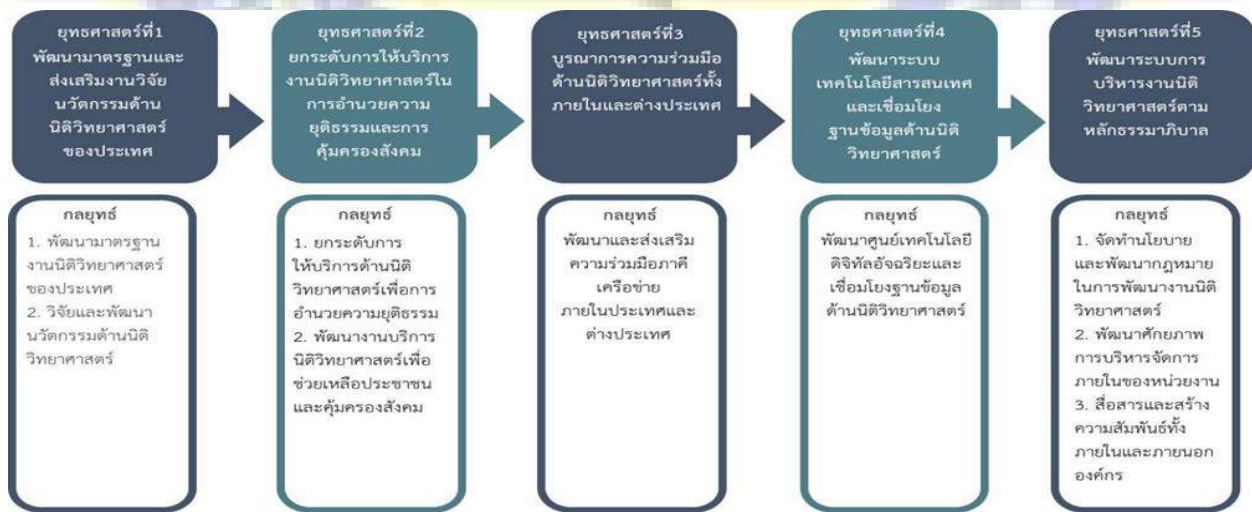 ยุทธศาสตร์ที่1
พัฒนามาตรฐานและ
ส่งเสริมงานวิจัย
นวัตกรรมด้าน
นิติวิทยาศาสตร์
ของประเทศ
ยุทธศาสตร์ที่2
ยกระดับการให้บริการ
งานนิติวิทยาศาสตร์ใน
การอำนวยความ
ยุติธรรมและการ
คุ้มครองสังคม
ยุทธศาสตร์ที่3
บูรณาการความร่วมมือ
ด้านนิติวิทยาศาสตร์ทั้ง
ภายในและต่างประเทศ
ยุทธศาสตร์ที่4
พัฒนาระบบ
เทคโนโลยีสารสนเทศ
และเชื่อมโยง
ฐานข้อมูลด้านนิติ
วิทยาศาสตร์
ยุทธศาสตร์ที่5
พัฒนาระบบการ
บริหารงานนิติ
วิทยาศาสตร์ตาม
หลักธรรมาภิบาล
กลยุทธ์
1. พัฒนามาตรฐาน
งานนิติวิทยาศาสตร์
ของประเทศ
2. วิจัยและพัฒนา
นวัตกรรมด้านนิติ
วิทยาศาสตร์
กลยุทธ์
1. ยกระดับการ
ให้บริการด้านนิติ
วิทยาศาสตร์เพื่อการ
อำนวยความยุติธรรม
2. พัฒนางานบริการ
นิติวิทยาศาสตร์เพื่อ
ช่วยเหลือประชาชน
และคุ้มครองสังคม
กลยุทธ์
พัฒนาและส่งเสริม
ความร่วมมือภาคี
เครือข่าย
ภายในประเทศและ
ต่างประเทศ
กลยุทธ์
พัฒนาศูนย์เทคโนโลยี
ดิจิทัลอัจฉริยะและ
เชื่อมโยงฐานข้อมูล
ด้านนิติวิทยาศาสตร์
กลยุทธ์
1. จัดทำนโยบาย
และพัฒนากฎหมาย
ในการพัฒนางานนิติ
วิทยาศาสตร์
2. พัฒนาศักยภาพ
การบริหารจัดการ
ภายในของหน่วยงาน
3. สื่อสารและสร้าง
ความสัมพันธ์ทั้ง
ภายในและภายนอก
องค์กร